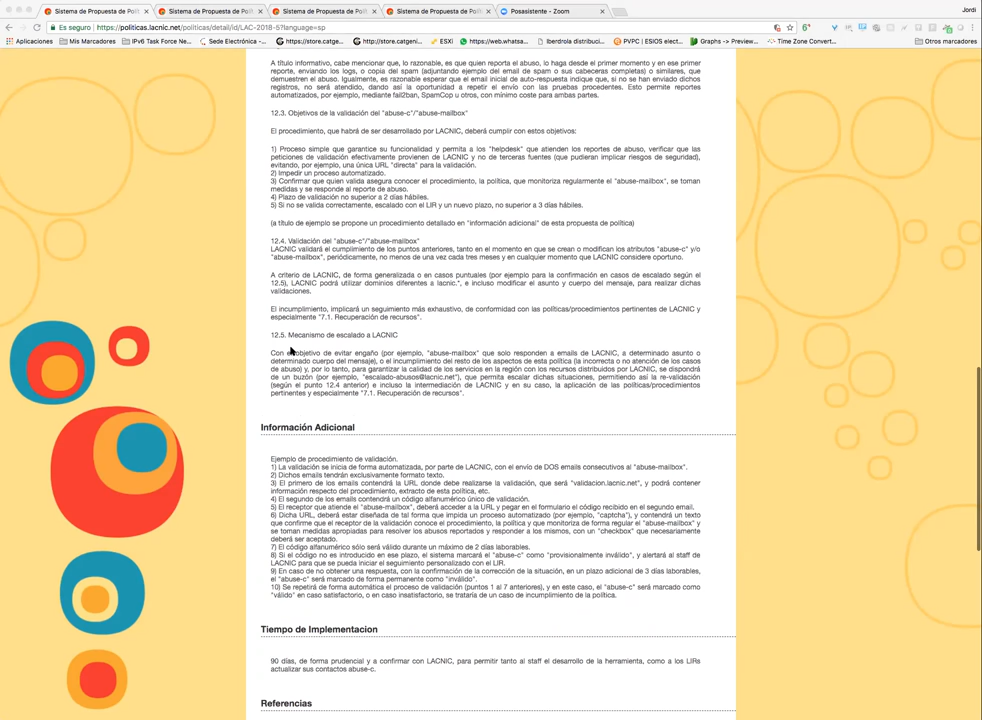 Sistema de Propuesta de Polí
Sistema de Propuesta de Polí
Sistema de Propuesta de Polí
Sistema de Propuesta de Polí
Posasistente - Zoom
Jordi
Es seguro
https://politicas.lacnic.net/politicas/detail/id/LAC-2018-5?language=sp
Aplicaciones
Mis Marcadores
IPv6 Task Force Ne...
Sede Electrónica -...
https://store.catge...
http://store.catgeni...
ESXi
https://web.whatsa...
Iberdrola distribuci...
PVPC | ESIOS elect...
Graphs -> Preview...
Time Zone Convert...
Otros marcadores
A título informativo, cabe mencionar que, lo razonable, es que quien reporta el abuso, lo haga desde el primer momento y en ese primer
reporte, enviando los logs, o copia del spam (adjuntando ejemplo del email de spam o sus cabeceras completas) o similares, que
demuestren el abuso. Igualmente, es razonable esperar que el email inicial de auto-respuesta indique que, si no se han enviado dichos
registros, no será atendido, dando así la oportunidad a repetir el envío con las pruebas procedentes. Esto permite reportes
automatizados, por ejemplo, mediante fail2ban, SpamCop u otros, con mínimo coste para ambas partes.
12.3. Objetivos de la validación del "abuse-c"/"abuse-mailbox"
El procedimiento, que habrá de ser desarrollado por LACNIC, deberá cumplir con estos objetivos:
1) Proceso simple que garantice su funcionalidad y permita a los "helpdesk" que atienden los reportes de abuso, verificar que las
peticiones de validación efectivamente provienen de LACNIC y no de terceras fuentes (que pudieran implicar riesgos de seguridad),
evitando, por ejemplo, una única URL "directa" para la validación.
2) Impedir un proceso automatizado.
3) Confirmar que quien valida asegura conocer el procedimiento, la política, que monitoriza regularmente el "abuse-mailbox", se toman
medidas y se responde al reporte de abuso.
4) Plazo de validación no superior a 2 días hábiles.
5) Si no se valida correctamente, escalado con el LIR y un nuevo plazo, no superior a 3 días hábiles.
(a título de ejemplo se propone un procedimiento detallado en "información adicional" de esta propuesta de política)
12.4. Validación del "abuse-c"/"abuse-mailbox"
LACNIC validará el cumplimiento de los puntos anteriores, tanto en el momento en que se crean o modifican los atributos "abuse-c" y/o
"abuse-mailbox", periódicamente, no menos de una vez cada tres meses y en cualquier momento que LACNIC considere oportuno.
A criterio de LACNIC, de forma generalizada o en casos puntuales (por ejemplo para la confirmación en casos de escalado según el
12.5), LACNIC podrá utilizar dominios diferentes a lacnic.*, e incluso modificar el asunto y cuerpo del mensaje, para realizar dichas
validaciones.
El incumplimiento, implicará un seguimiento más exhaustivo, de conformidad con las políticas/procedimientos pertinentes de LACNIC y
especialmente "7.1. Recuperación de recursos".
12.5. Mecanismo de escalado a LACNIC
Con objetivo de evitar engaño (por ejemplo, "abuse-mailbox" que solo responden a emails de LACNIC, a determinado asunto o
determinado cuerpo del mensaje), o el incumplimiento del resto de los aspectos de esta política (la incorrecta o no atención de los casos
de abuso) y, por lo tanto, para garantizar la calidad de los servicios en la región con los recursos distribuidos por LACNIC, se dispondrá
de un buzón (por ejemplo, "escalado-abusos@lacnic.net"), que permita escalar dichas situaciones, permitiendo así la re-validación
(según el punto 12.4 anterior) e incluso la intermediación de LACNIC y en su caso, la aplicación de las políticas/procedimientos
pertinentes y especialmente "7.1. Recuperación de recursos".
Información Adicional
Ejemplo de procedimiento de validación.
1) La validación se inicia de forma automatizada, por parte de LACNIC, con el envío de DOS emails consecutivos al "abuse-mailbox".
2) Dichos emails tendrán exclusivamente formato texto.
3) El primero de los emails contendrá la URL donde debe realizarse la validación, que será "validacion.lacnic.net", y podrá contener
información respecto del procedimiento, extracto de esta política, etc.
4) El segundo de los emails contendrá un código alfanumérico único de validación.
5) El receptor que atiende el "abuse-mailbox", deberá acceder a la URL y pegar en el formulario el código recibido en el segundo email.
6) Dicha URL, deberá estar diseñada de tal forma que impida un proceso automatizado (por ejemplo, "captcha"), y contendrá un texto
que confirme que el receptor de la validación conoce el procedimiento, la política y que monitoriza de forma regular el "abuse-mailbox" y
se toman medidas apropiadas para resolver los abusos reportados y responder a los mismos, con un "checkbox" que necesariamente
deberá ser aceptado.
7) El código alfanumérico sólo será válido durante un máximo de 2 días laborables.
8) Si el código no es introducido en ese plazo, el sistema marcará el "abuse-c" como "provisionalmente inválido", y alertará al staff de
LACNIC para que se pueda iniciar el seguimiento personalizado con el LIR.
9) En caso de no obtener una respuesta, con la confirmación de la corrección de la situación, en un plazo adicional de 3 días laborables,
el "abuse-c" será marcado de forma permanente como "inválido".
10) Se repetirá de forma automática el proceso de validación (puntos 1 al 7 anteriores), y en este caso, el "abuse-c" será marcado como
"válido" en caso satisfactorio, o en caso insatisfactorio, se trataría de un caso de incumplimiento de la política.
Tiempo de Implementacion
90 días, de forma prudencial y a confirmar con LACNIC, para permitir tanto al staff el desarrollo de la herramienta, como a los LIRs
actualizar sus contactos abuse-c.
Referencias